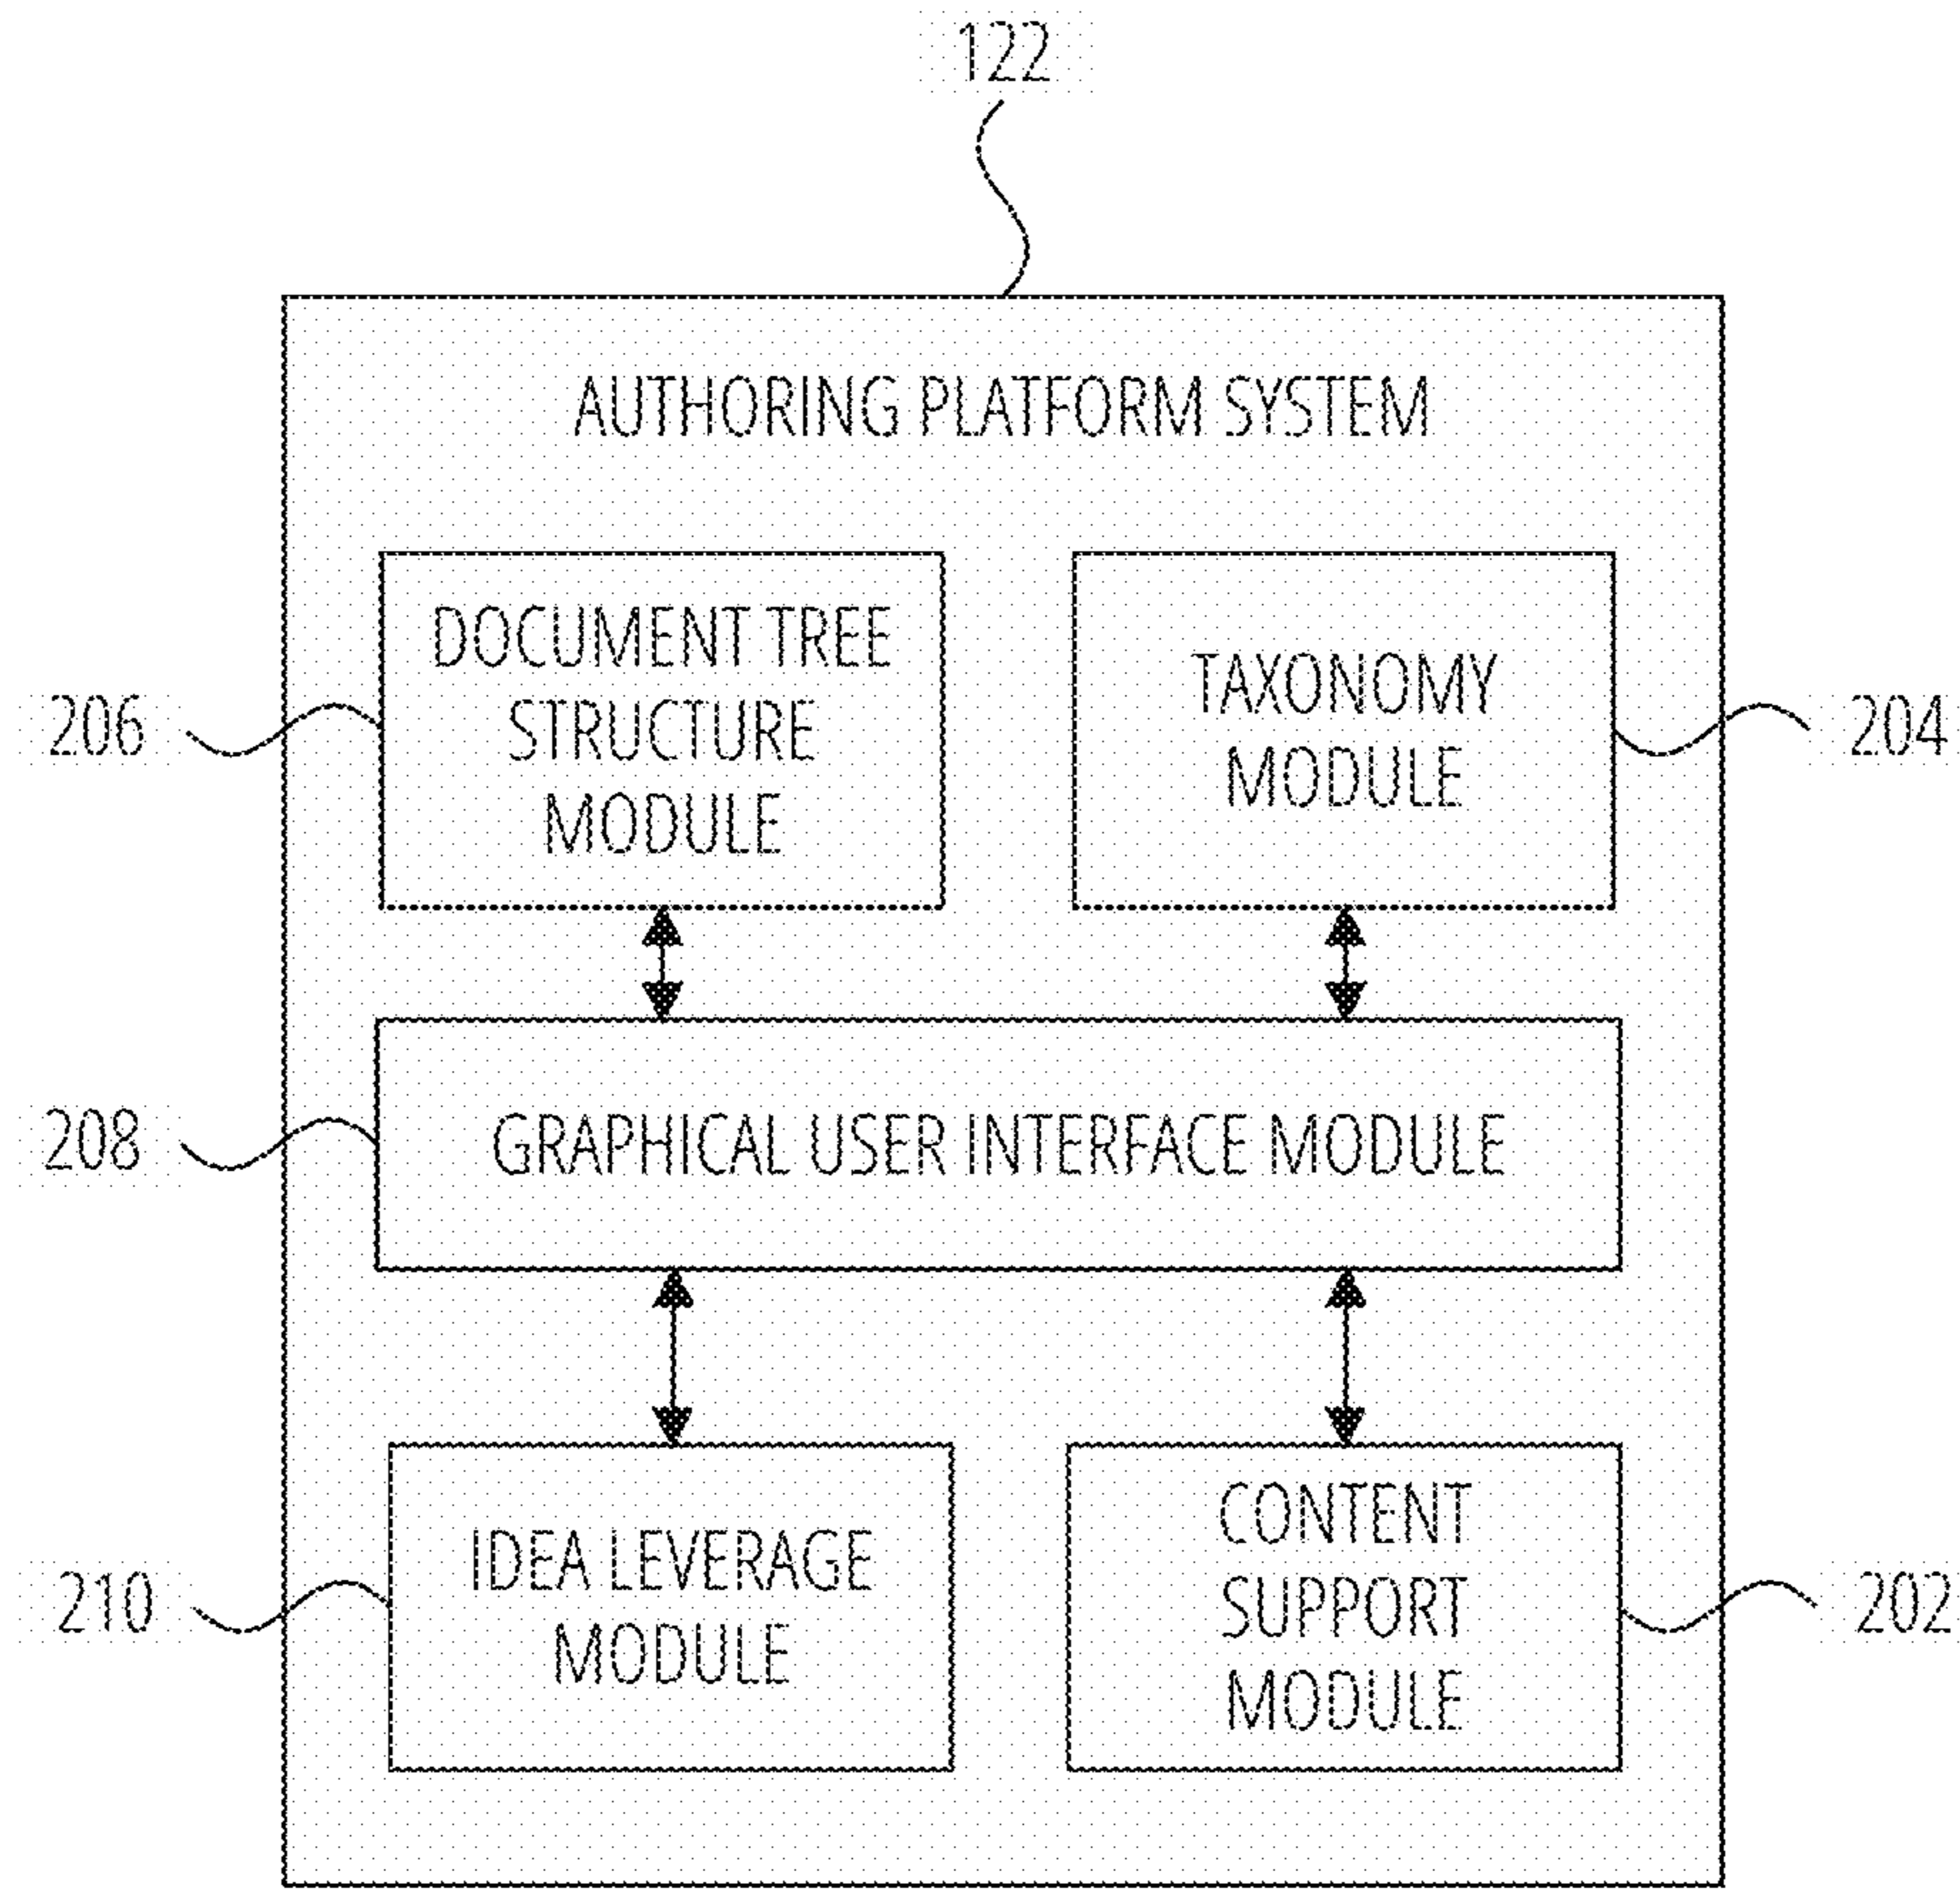 122
AUTHORING PLATFORM SYSTEM
DOCUMENT TREE
STRUCTURE
MODULE
206
TAXONOMY
MODULE
204
208
GRAPHICAL USER INTERFACE MODULE
210
IDEA LEVERAGE
MODULE
CONTENT
SUPPORT
MODULE
202